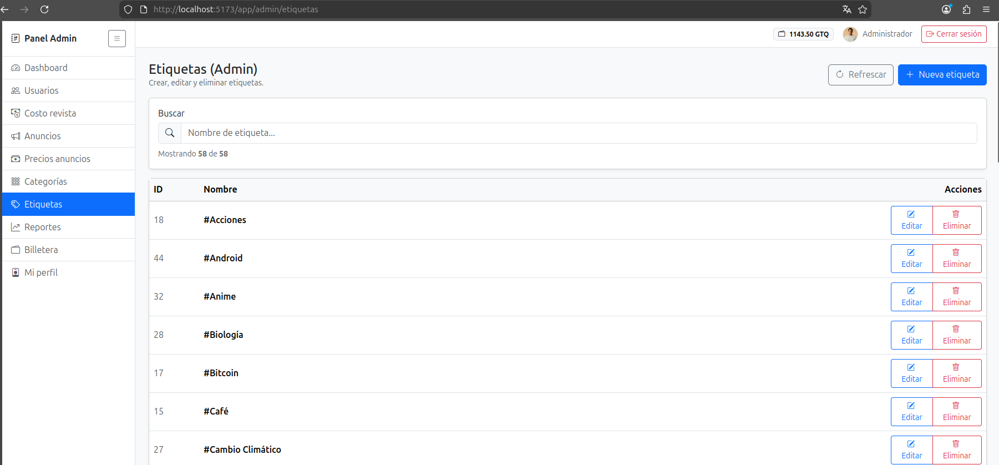 http://localhost:5173/app/admin/etiquetas
Panel Admin
1143.50 GTQ
Administrador
Cerrar sesión
Dashboard
Usuarios
Costo revista
Anuncios
Precios anuncios
Categorías
Etiquetas
Reportes
Billetera
Mi perfil
Etiquetas (Admin)
Crear, editar y eliminar etiquetas.
Refrescar
Nueva etiqueta
Buscar
Nombre de etiqueta...
Mostrando 58 de 58
ID Nombre Acciones
18 #Acciones Editar Eliminar
44 #Android Editar Eliminar
32 #Anime Editar Eliminar
28 #Biología Editar Eliminar
17 #Bitcoin Editar Eliminar
15 #Café Editar Eliminar
27 #Cambio Climático Editar Eliminar